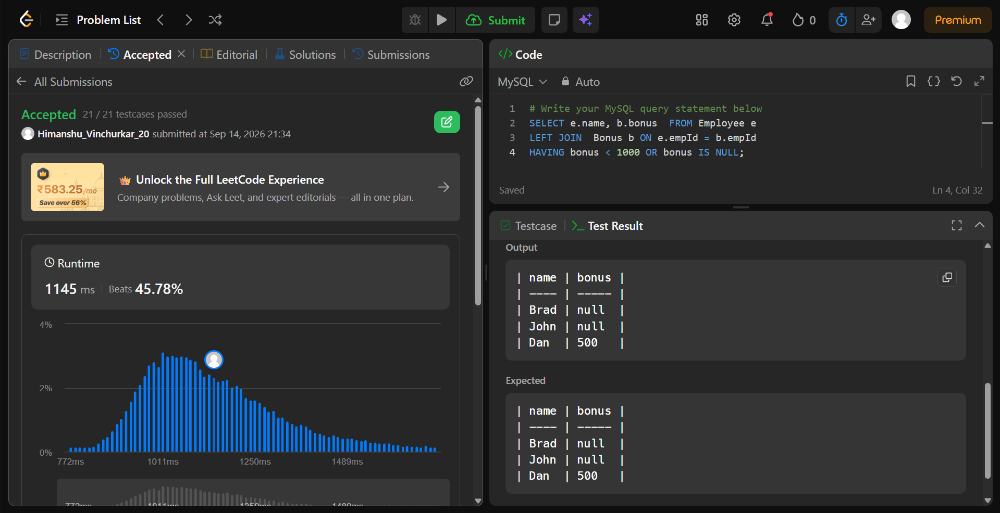 Problem List
Submit
0
Premium
Description
Accepted
Editorial
Solutions
Submissions
All Submissions
Accepted 21 / 21 testcases passed
Himanshu_Vinchurkar_20 submitted at Sep 14, 2026 21:34
₹583.25/mo
Save over 56%
Unlock the Full LeetCode Experience
Company problems, Ask Leet, and expert editorials — all in one plan.
Runtime
1145 ms
Beats 45.78%
4%
2%
0%
772ms 1011ms 1250ms 1489ms
772ms 1011ms 1250ms 1489ms
</> Code
MySQL
Auto
1 # Write your MySQL query statement below
2 SELECT e.name, b.bonus  FROM Employee e
3 LEFT JOIN  Bonus b ON e.empId = b.empId
4 HAVING bonus < 1000 OR bonus IS NULL;
Saved
Ln 4, Col 32
Testcase
Test Result
Output
| name | bonus |
| ---- | ----- |
| Brad | null  |
| John | null  |
| Dan  | 500   |
Expected
| name | bonus |
| ---- | ----- |
| Brad | null  |
| John | null  |
| Dan  | 500   |